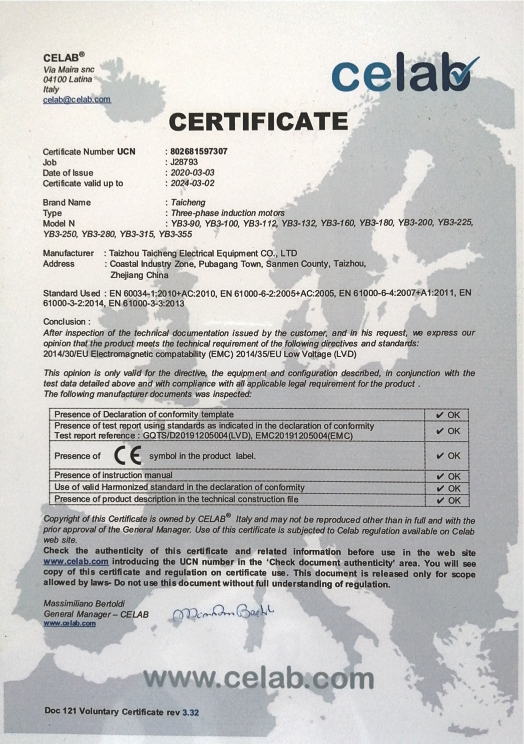 CELAB®
Via Maira snc
04100 Latina
Italy
celab@celab.com
celab
CERTIFICATE
Certificate Number UCN : 802681597307
Job : J28793
Date of Issue : 2020-03-03
Certificate valid up to : 2024-03-02
Brand Name : Taicheng
Type : Three-phase induction motors
Model N : YB3-90, YB3-100, YB3-112, YB3-132, YB3-160, YB3-180, YB3-200, YB3-225,
YB3-250, YB3-280, YB3-315, YB3-355
Manufacturer : Taizhou Taicheng Electrical Equipment CO., LTD
Address : Coastal Industry Zone, Pubagang Town, Sanmen County, Taizhou,
Zhejiang China
Standard Used : EN 60034-1:2010+AC:2010, EN 61000-6-2:2005+AC:2005, EN 61000-6-4:2007+A1:2011, EN
61000-3-2:2014, EN 61000-3-3:2013
Conclusion :
After inspection of the technical documentation issued by the customer, and in his request, we express our
opinion that the product meets the technical requirement of the following directives and standards:
2014/30/EU Electromagnetic compatability (EMC) 2014/35/EU Low Voltage (LVD)
This opinion is only valid for the directive, the equipment and configuration described, in conjunction with the
test data detailed above and with compliance with all applicable legal requirement for the product .
The following manufacturer documents was inspected:
Presence of Declaration of conformity template ✔ OK
Presence of test report using standards as indicated in the declaration of conformity
Test report reference : GQTS/D20191205004(LVD), EMC20191205004(EMC) ✔ OK
Presence of CE symbol in the product label. ✔ OK
Presence of instruction manual ✔ OK
Use of valid Harmonized standard in the declaration of conformity ✔ OK
Presence of product description in the technical construction file ✔ OK
Copyright of this Certificate is owned by CELAB® Italy and may not be reproduced other than in full and with the
prior approval of the General Manager. Use of this certificate is subjected to Celab regulation available on Celab
web site.
Check the authenticity of this certificate and related information before use in the web site
www.celab.com introducing the UCN number in the 'Check document authenticity' area. You will see
copy of this certificate and regulation on certificate use. This document is released only for scope
allowed by laws- Do not use this document without full understanding of regulation.
Massimiliano Bertoldi
General Manager – CELAB
www.celab.com
www.celab.com
Doc 121 Voluntary Certificate rev 3.32